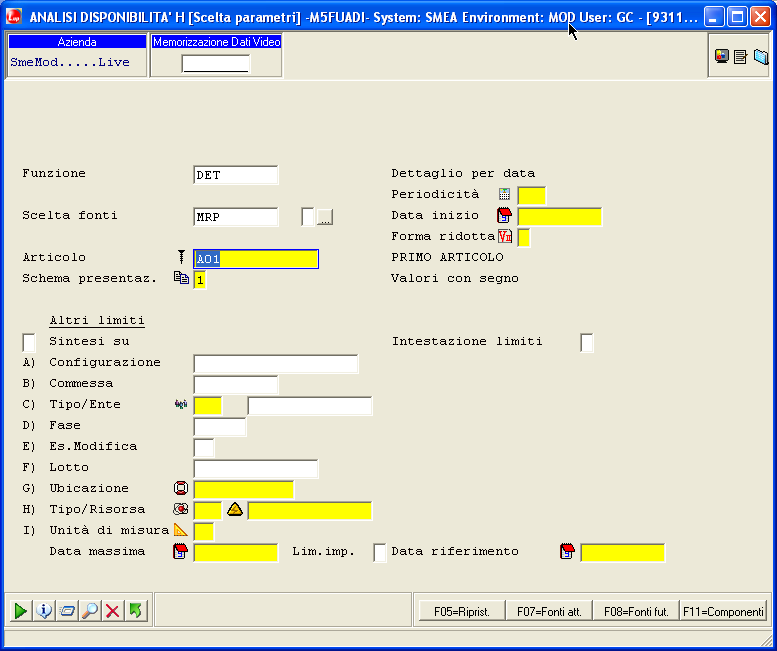 ANALISI DISPONIBILITA' H [Scelta parametri] -M5FUADI- System: SMEA Environment: MOD User: GC - [9311...
Azienda
Memorizzazione Dati Video
SmeMod.....Live
Funzione DET Dettaglio per data
Periodicità
Scelta fonti MRP ... Data inizio
Forma ridotta
Articolo A01 PRIMO ARTICOLO
Schema presentaz. 1 Valori con segno
Altri limiti
Sintesi su Intestazione limiti
A) Configurazione
B) Commessa
C) Tipo/Ente
D) Fase
E) Es.Modifica
F) Lotto
G) Ubicazione
H) Tipo/Risorsa
I) Unità di misura
Data massima Lim.imp. Data riferimento
F05=Riprist. F07=Fonti att. F08=Fonti fut. F11=Componenti